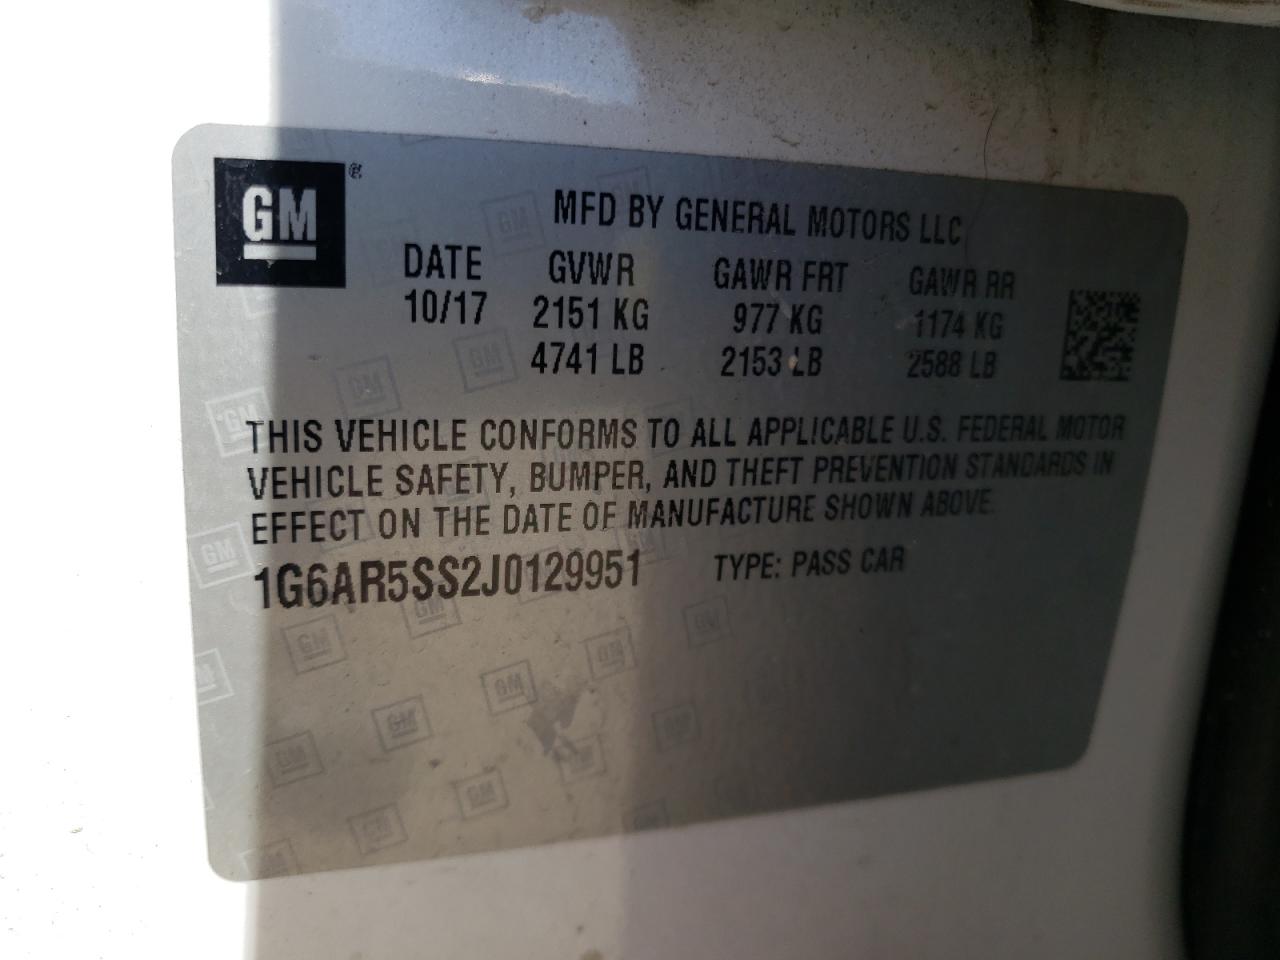 GM ®
MFD BY GENERAL MOTORS LLC
DATE GVWR GAWR FRT GAWR RR
10/17 2151 KG 977 KG 1174 KG
4741 LB 2153 LB 2588 LB
THIS VEHICLE CONFORMS TO ALL APPLICABLE U.S. FEDERAL MOTOR
VEHICLE SAFETY, BUMPER, AND THEFT PREVENTION STANDARDS IN
EFFECT ON THE DATE OF MANUFACTURE SHOWN ABOVE.
1G6AR5SS2J0129951 TYPE: PASS CAR